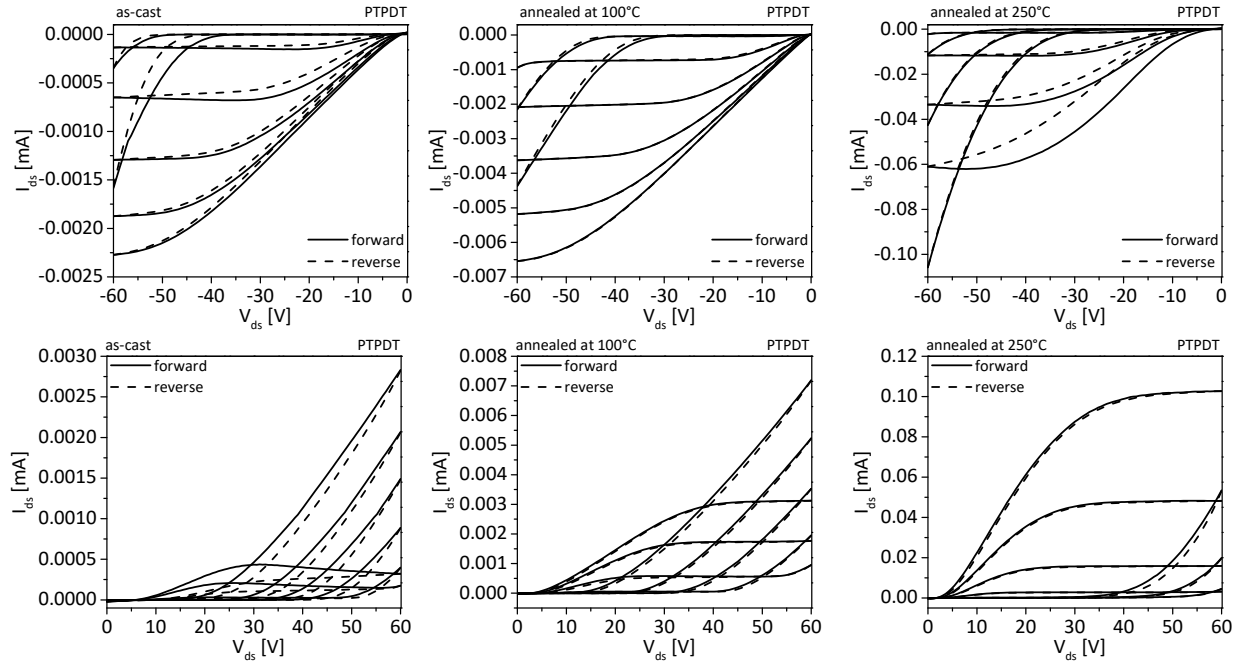 as-cast PTPDT
0.0000
-0.0005
-0.0010
-0.0015
-0.0020
-0.0025
I_ds [mA]
forward
reverse
-60 -50 -40 -30 -20 -10 0
V_ds [V]
annealed at 100°C PTPDT
0.000
-0.001
-0.002
-0.003
-0.004
-0.005
-0.006
-0.007
I_ds [mA]
forward
reverse
-60 -50 -40 -30 -20 -10 0
V_ds [V]
annealed at 250°C PTPDT
0.00
-0.02
-0.04
-0.06
-0.08
-0.10
I_ds [mA]
forward
reverse
-60 -50 -40 -30 -20 -10 0
V_ds [V]
as-cast PTPDT
0.0030
0.0025
0.0020
0.0015
0.0010
0.0005
0.0000
I_ds [mA]
forward
reverse
0 10 20 30 40 50 60
V_ds [V]
annealed at 100°C PTPDT
0.008
0.007
0.006
0.005
0.004
0.003
0.002
0.001
0.000
I_ds [mA]
forward
reverse
0 10 20 30 40 50 60
V_ds [V]
annealed at 250°C PTPDT
0.12
0.10
0.08
0.06
0.04
0.02
0.00
I_ds [mA]
forward
reverse
0 10 20 30 40 50 60
V_ds [V]